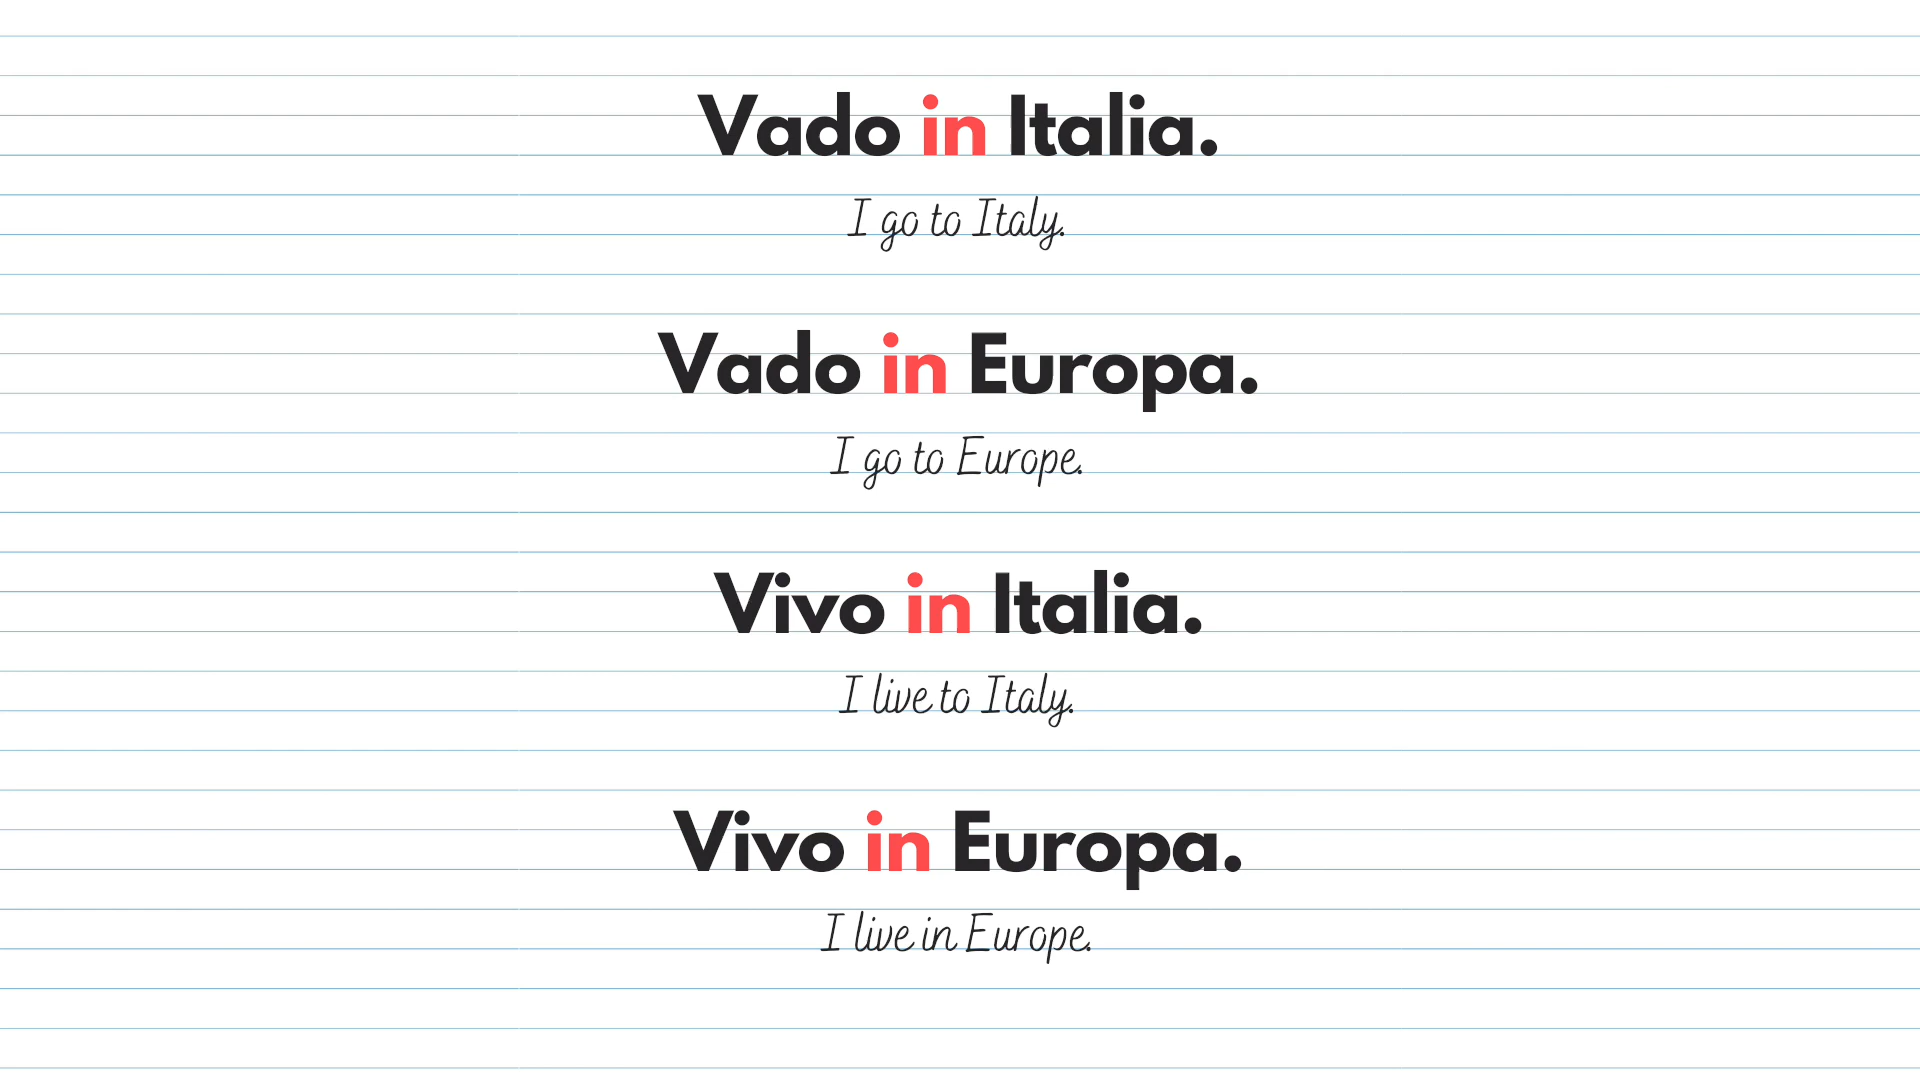 Vado in Italia.
I go to Italy.
Vado in Europa.
I go to Europe.
Vivo in Italia.
I live to Italy.
Vivo in Europa.
I live in Europe.